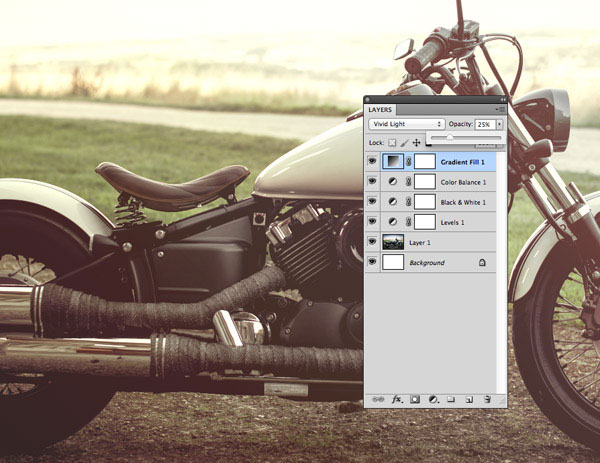 LAYERS
Vivid Light Opacity: 25%
Lock:
Gradient Fill 1
Color Balance 1
Black & White 1
Levels 1
Layer 1
Background
fx.